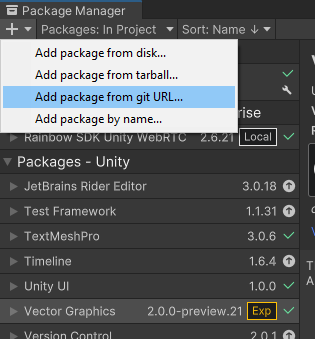 Package Manager
+ Packages: In Project Sort: Name ↓
Add package from disk...
Add package from tarball...
Add package from git URL...
Add package by name...
rise
Rainbow SDK Unity WebRTC 2.6.21 Local
Packages - Unity
JetBrains Rider Editor 3.0.18
Test Framework 1.1.31
TextMeshPro 3.0.6
Timeline 1.6.4
Unity UI 1.0.0
Vector Graphics 2.0.0-preview.21 Exp
Version Control 2.0.1